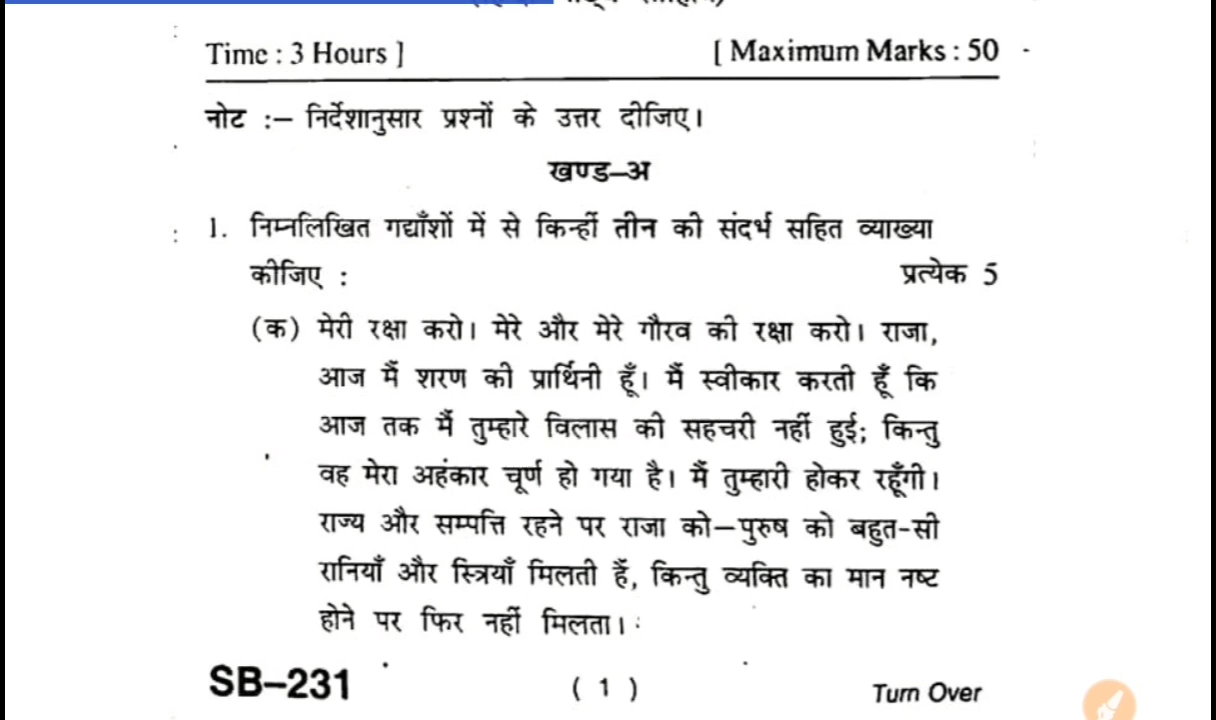 Time : 3 Hours ]
[ Maximum Marks : 50
नोट :– निर्देशानुसार प्रश्नों के उत्तर दीजिए।
खण्ड–अ
1. निम्नलिखित गद्याँशों में से किन्हीं तीन की संदर्भ सहित व्याख्या
कीजिए : प्रत्येक 5
(क) मेरी रक्षा करो। मेरे और मेरे गौरव की रक्षा करो। राजा,
आज मैं शरण की प्रार्थिनी हूँ। मैं स्वीकार करती हूँ कि
आज तक मैं तुम्हारे विलास की सहचरी नहीं हुई; किन्तु
वह मेरा अहंकार चूर्ण हो गया है। मैं तुम्हारी होकर रहूँगी।
राज्य और सम्पत्ति रहने पर राजा को–पुरुष को बहुत-सी
रानियाँ और स्त्रियाँ मिलती हैं, किन्तु व्यक्ति का मान नष्ट
होने पर फिर नहीं मिलता।
SB–231
( 1 )
Turn Over